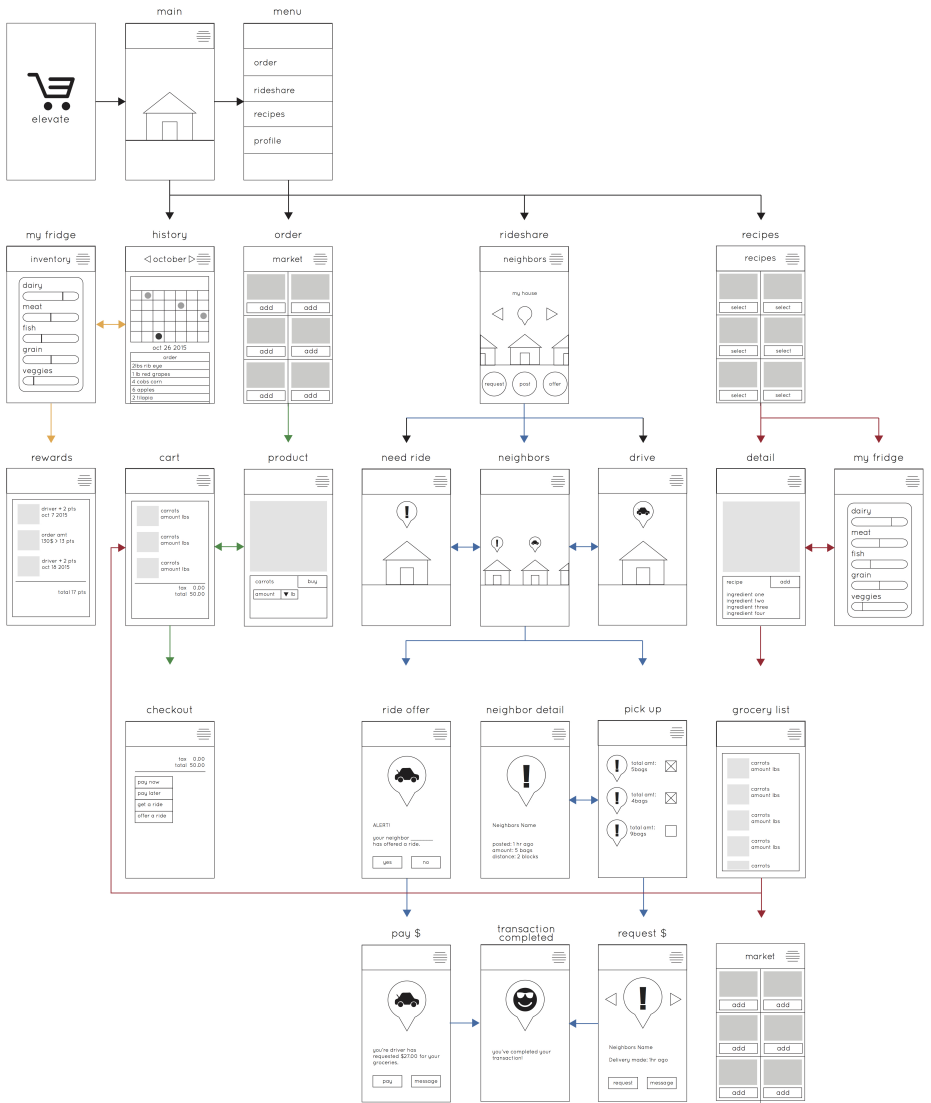 main
menu
elevate
order
rideshare
recipes
profile
my fridge
history
order
rideshare
recipes
inventory
dairy
meat
fish
grain
veggies
october
oct 26 2015
order
2lbs rib eye
1 lb red grapes
4 cobs corn
6 apples
2 tilapia
market
add add
add add
add add
neighbors
my house
request post offer
recipes
select select
select select
select select
rewards
cart
product
need ride
neighbors
drive
detail
my fridge
driver + 2 pts
oct 7 2015
order amt
130$ > 13 pts
driver + 2 pts
oct 18 2015
total 17 pts
carrots
amount lbs
carrots
amount lbs
carrots
amount lbs
tax 0.00
total 50.00
carrots buy
amount ▼ lb
!
!
recipe add
ingredient one
ingredient two
ingredient three
ingredient four
dairy
meat
fish
grain
veggies
checkout
ride offer
neighbor detail
pick up
grocery list
tax 0.00
total 50.00
pay now
pay later
get a ride
offer a ride
ALERT!
your neighbor ______
has offered a ride.
yes no
!
Neighbors Name
posted: 1 hr ago
amount: 5 bags
distance: 2 blocks
! total amt:
5bags
! total amt:
4bags
! total amt:
9bags
carrots
amount lbs
carrots
amount lbs
carrots
amount lbs
carrots
amount lbs
carrots
pay $
transaction
completed
request $
you're driver has
requested $27.00 for your
groceries.
pay message
you've completed your
transaction!
!
Neighbors Name
Delivery made: 1hr ago
request message
market
add add
add add
add add